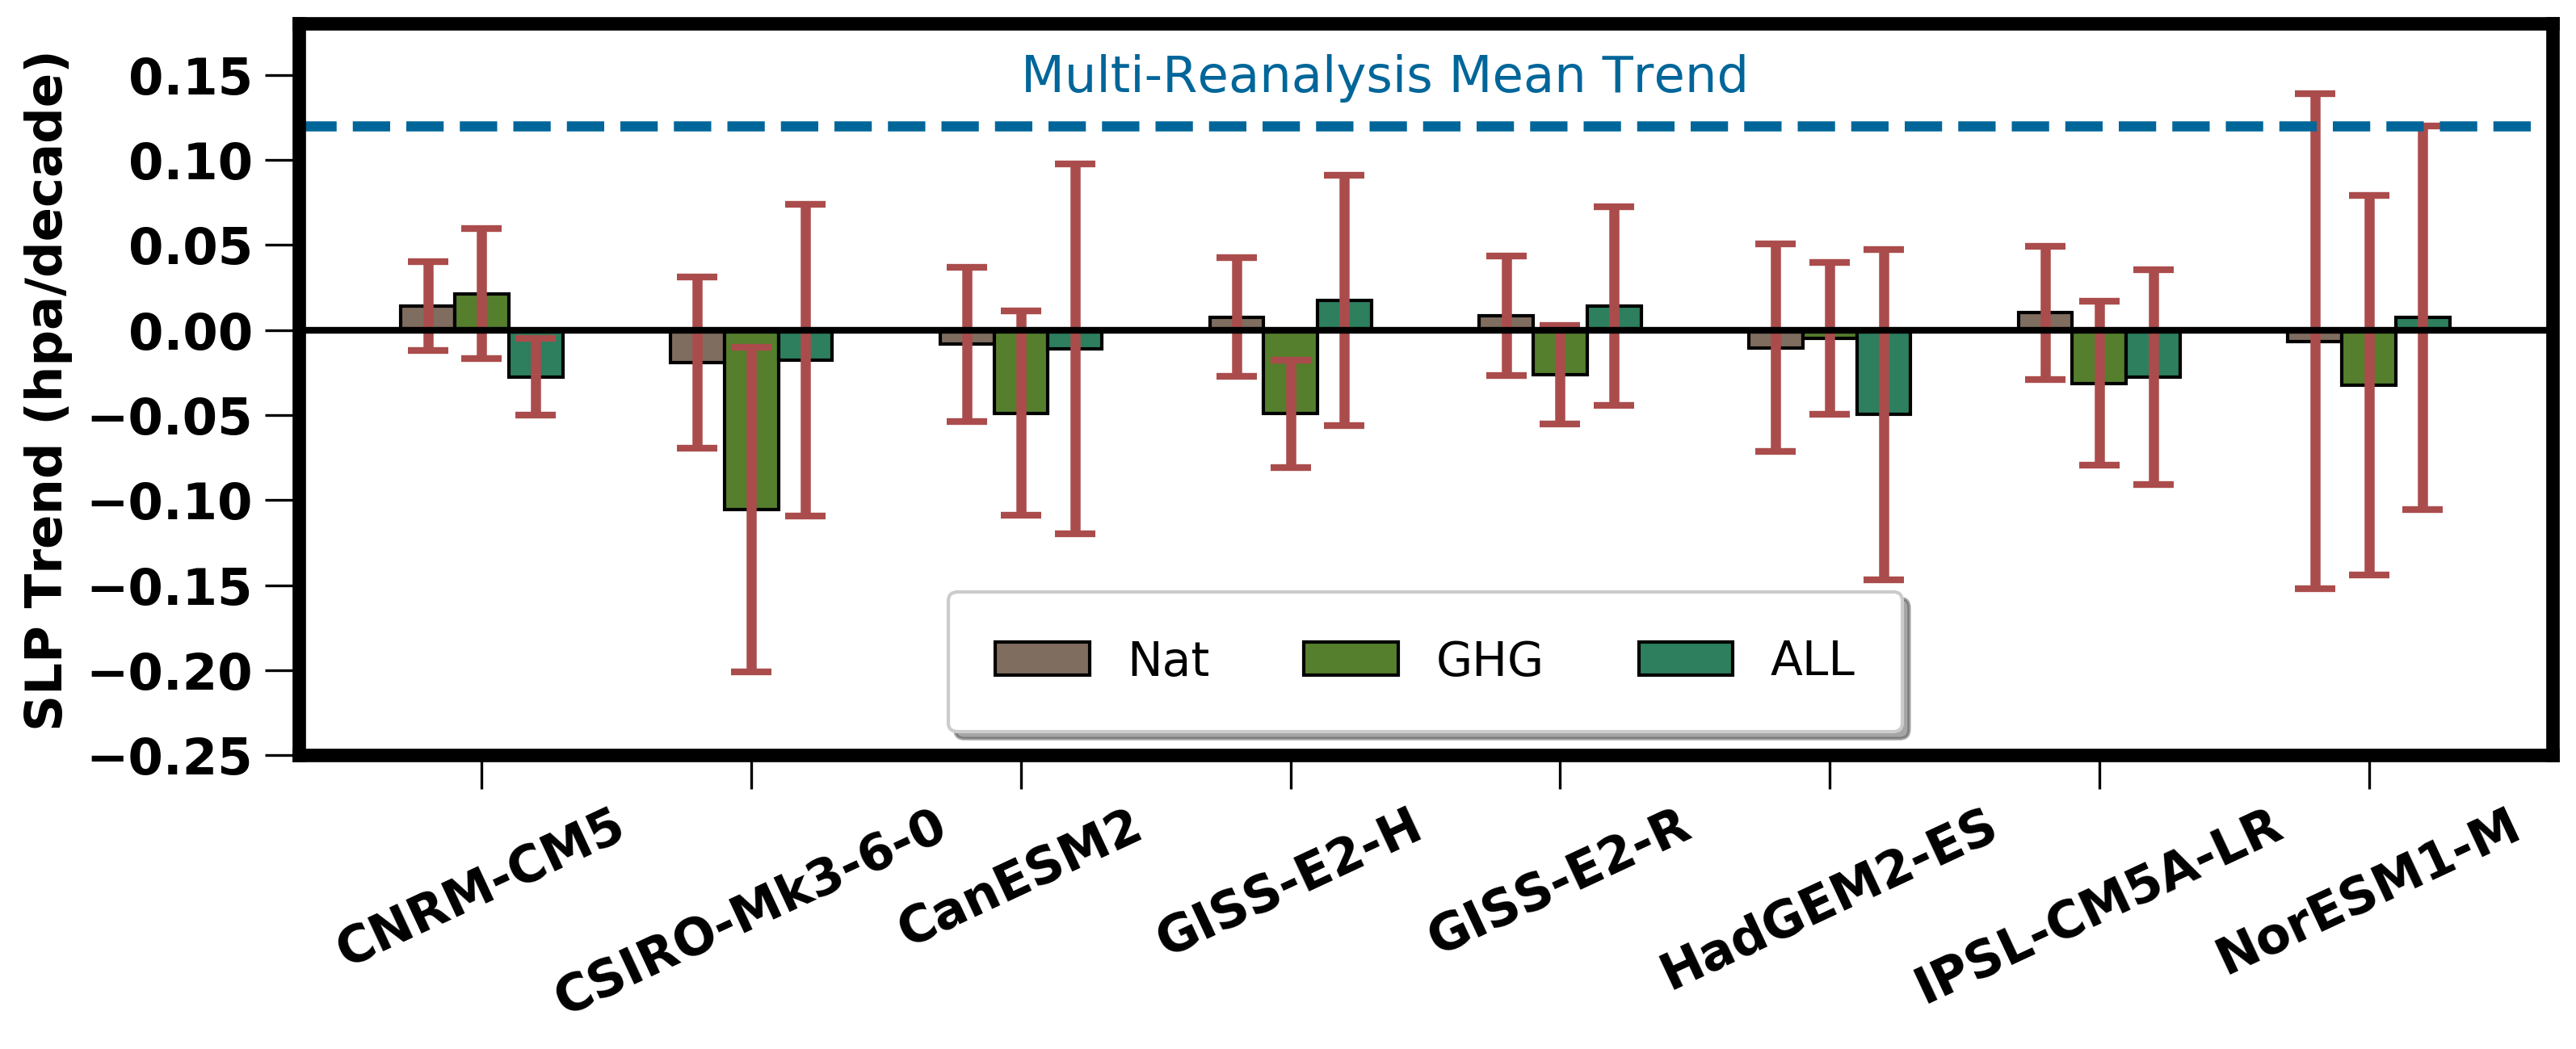 Multi-Reanalysis Mean Trend
SLP Trend (hpa/decade)
0.15
0.10
0.05
0.00
−0.05
−0.10
−0.15
−0.20
−0.25
Nat GHG ALL
CNRM-CM5
CSIRO-Mk3-6-0
CanESM2
GISS-E2-H
GISS-E2-R
HadGEM2-ES
IPSL-CM5A-LR
NorESM1-M